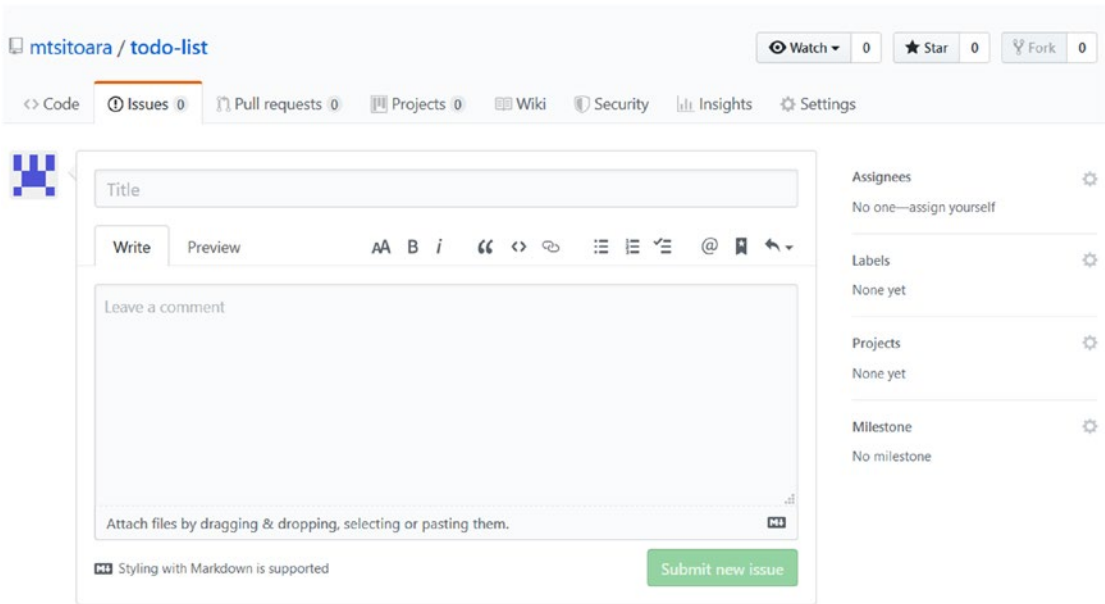 mtsitoara / todo-list
Watch 0 Star 0 Fork 0
Code Issues 0 Pull requests 0 Projects 0 Wiki Security Insights Settings
Title
Write Preview AA B i
Leave a comment
Attach files by dragging & dropping, selecting or pasting them.
M↓
M↓ Styling with Markdown is supported
Submit new issue
Assignees
No one—assign yourself
Labels
None yet
Projects
None yet
Milestone
No milestone